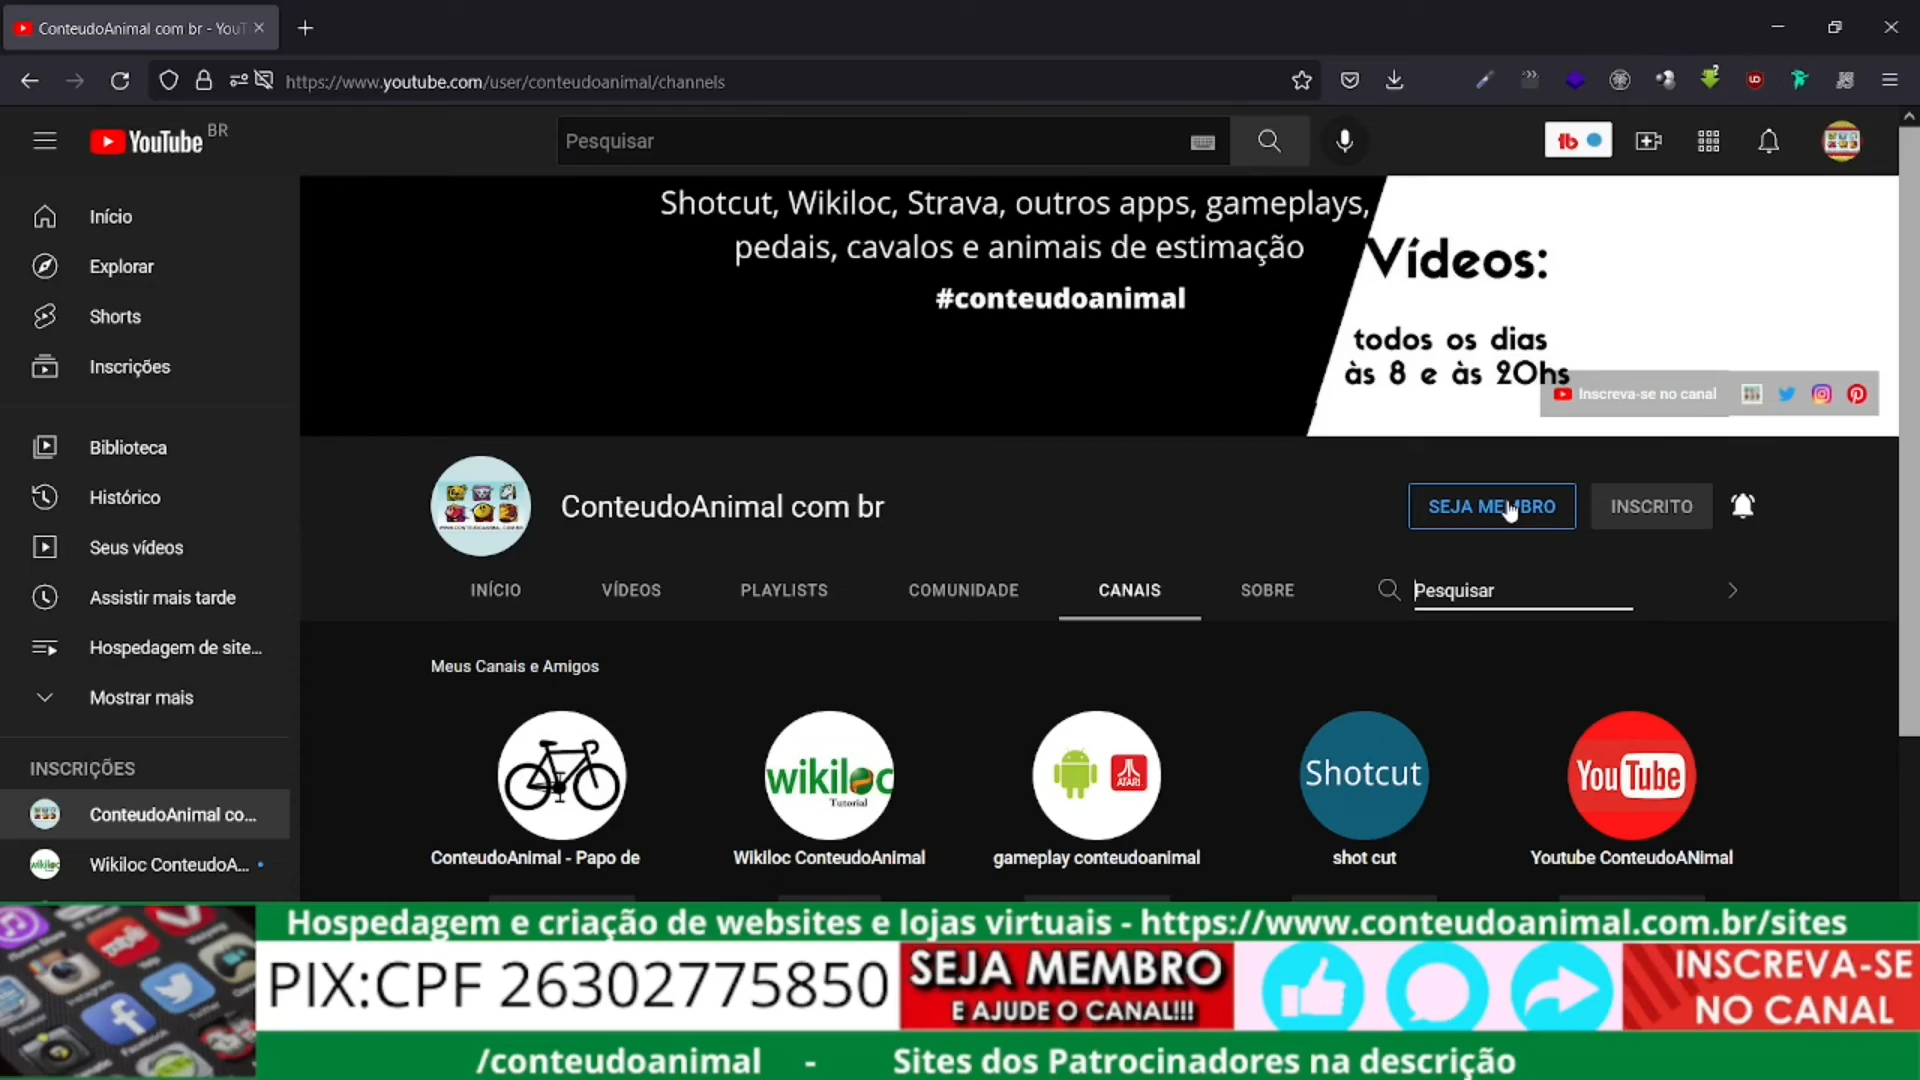 ConteudoAnimal com br - YouT
https://www.youtube.com/user/conteudoanimal/channels
YouTube BR
Pesquisar
Início
Explorar
Shorts
Inscrições
Biblioteca
Histórico
Seus vídeos
Assistir mais tarde
Hospedagem de site...
Mostrar mais
INSCRIÇÕES
ConteudoAnimal co...
Wikiloc ConteudoA...
Shotcut, Wikiloc, Strava, outros apps, gameplays,
pedais, cavalos e animais de estimação
#conteudoanimal
Vídeos:
todos os dias
às 8 e às 20hs
Inscreva-se no canal
ConteudoAnimal com br
SEJA MEMBRO
INSCRITO
INÍCIO
VÍDEOS
PLAYLISTS
COMUNIDADE
CANAIS
SOBRE
Pesquisar
Meus Canais e Amigos
wikiloc
Tutorial
ATARI
Shotcut
YouTube
ConteudoAnimal - Papo de
Wikiloc ConteudoAnimal
gameplay conteudoanimal
shot cut
Youtube ConteudoANimal
Hospedagem e criação de websites e lojas virtuais - https://www.conteudoanimal.com.br/sites
PIX:CPF 26302775850
SEJA MEMBRO
E AJUDE O CANAL!!!
INSCREVA-SE
NO CANAL
/conteudoanimal - Sites dos Patrocinadores na descrição